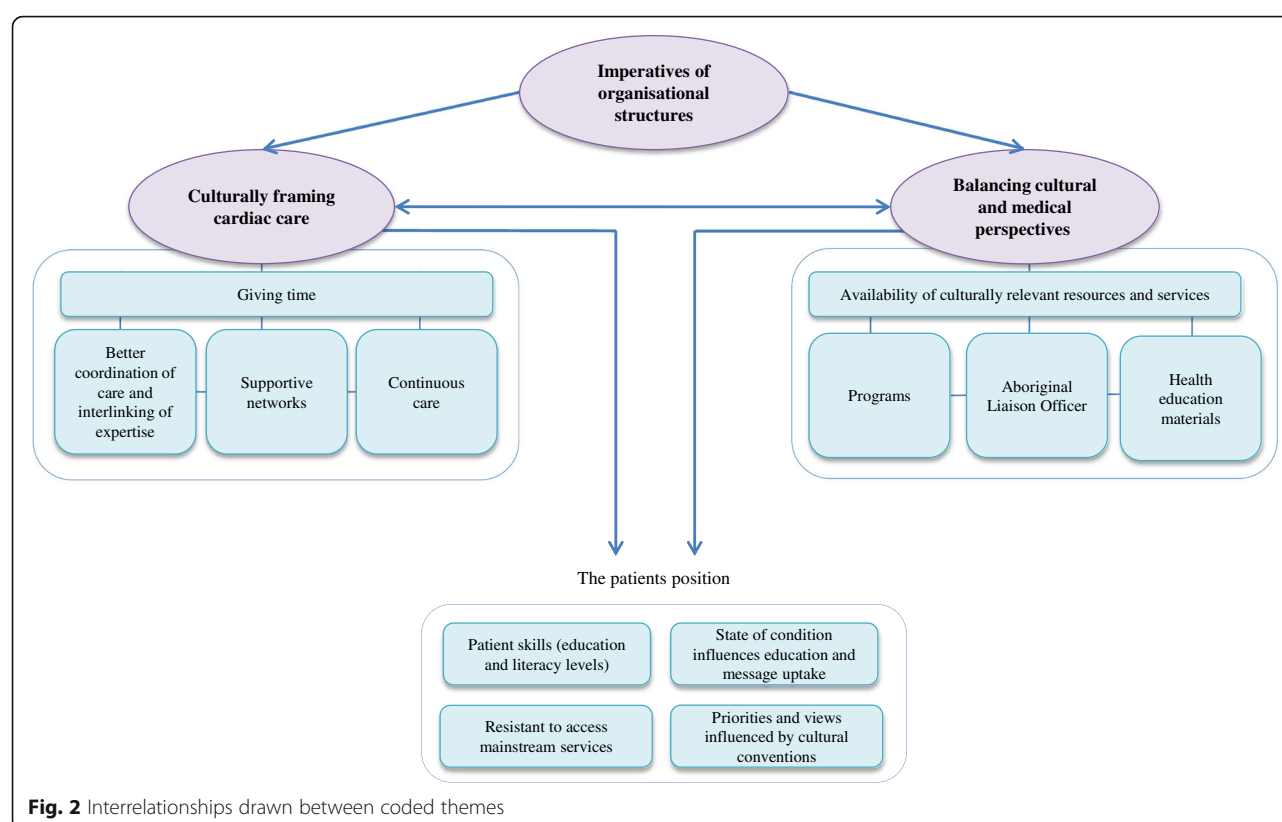 Imperatives of
organisational
structures
Culturally framing
cardiac care
Balancing cultural
and medical
perspectives
Giving time
Better
coordination of
care and
interlinking of
expertise
Supportive
networks
Continuous
care
Availability of culturally relevant resources and services
Programs
Aboriginal
Liaison Officer
Health
education
materials
The patients position
Patient skills (education
and literacy levels)
State of condition
influences education and
message uptake
Resistant to access
mainstream services
Priorities and views
influenced by cultural
conventions
Fig. 2 Interrelationships drawn between coded themes